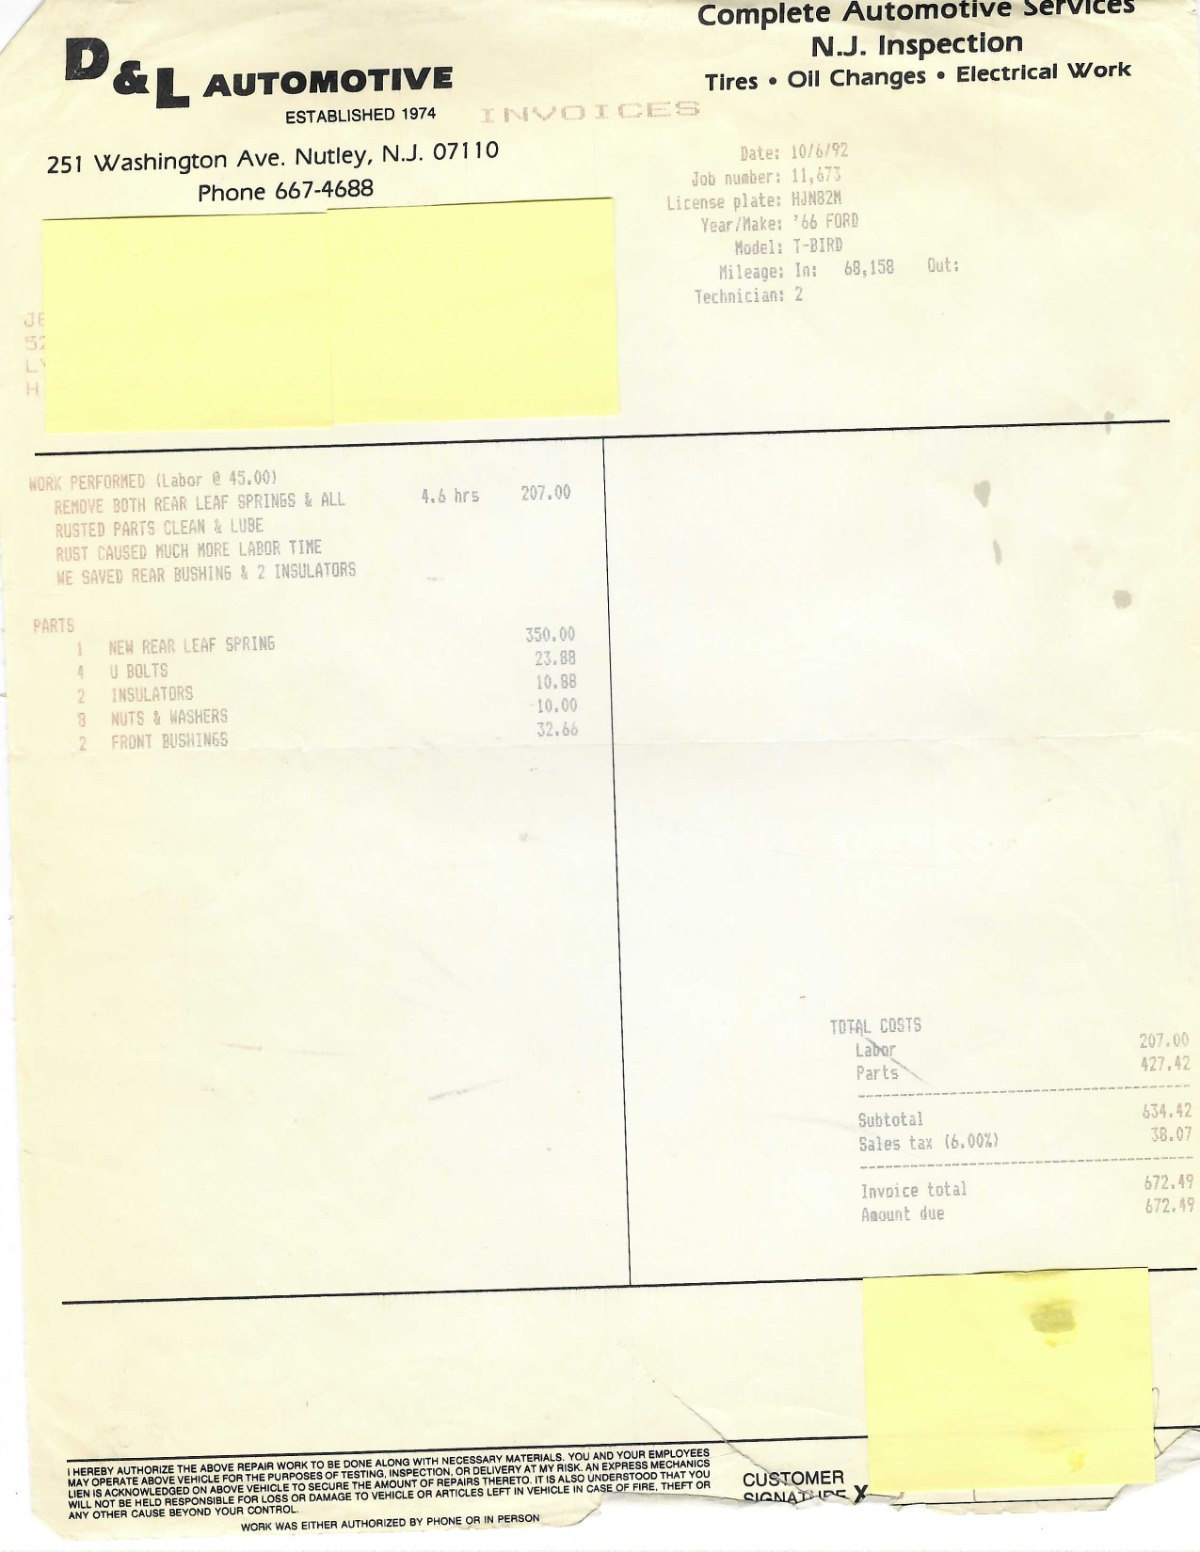 D & L AUTOMOTIVE
ESTABLISHED 1974
251 Washington Ave. Nutley, N.J. 07110
Phone 667-4688
Complete Automotive Services
N.J. Inspection
Tires • Oil Changes • Electrical Work
INVOICES
Date: 10/6/92
Job number: 11,673
License plate: HJN82M
Year/Make: '66 FORD
Model: T-BIRD
Mileage: In: 68,158 Out:
Technician: 2
WORK PERFORMED (Labor @ 45.00)
REMOVE BOTH REAR LEAF SPRINGS & ALL 4.6 hrs 207.00
RUSTED PARTS CLEAN & LUBE
RUST CAUSED MUCH MORE LABOR TIME
WE SAVED REAR BUSHING & 2 INSULATORS
PARTS
1 NEW REAR LEAF SPRING 350.00
4 U BOLTS 23.88
2 INSULATORS 10.88
8 NUTS & WASHERS 10.00
2 FRONT BUSHINGS 32.66
TOTAL COSTS
Labor 207.00
Parts 427.42
Subtotal 634.42
Sales tax (6.00%) 38.07
Invoice total 672.49
Amount due 672.49
I HEREBY AUTHORIZE THE ABOVE REPAIR WORK TO BE DONE ALONG WITH NECESSARY MATERIALS. YOU AND YOUR EMPLOYEES
MAY OPERATE ABOVE VEHICLE FOR THE PURPOSES OF TESTING, INSPECTION, OR DELIVERY AT MY RISK. AN EXPRESS MECHANICS
LIEN IS ACKNOWLEDGED ON ABOVE VEHICLE TO SECURE THE AMOUNT OF REPAIRS THERETO. IT IS ALSO UNDERSTOOD THAT YOU
WILL NOT BE HELD RESPONSIBLE FOR LOSS OR DAMAGE TO VEHICLE OR ARTICLES LEFT IN VEHICLE IN CASE OF FIRE, THEFT OR
ANY OTHER CAUSE BEYOND YOUR CONTROL.
WORK WAS EITHER AUTHORIZED BY PHONE OR IN PERSON
CUSTOMER
SIGNATURE X